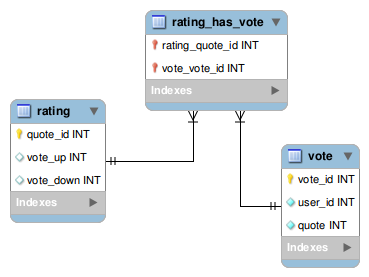 rating_has_vote
rating_quote_id INT
vote_vote_id INT
Indexes
rating
quote_id INT
vote_up INT
vote_down INT
Indexes
vote
vote_id INT
user_id INT
quote INT
Indexes